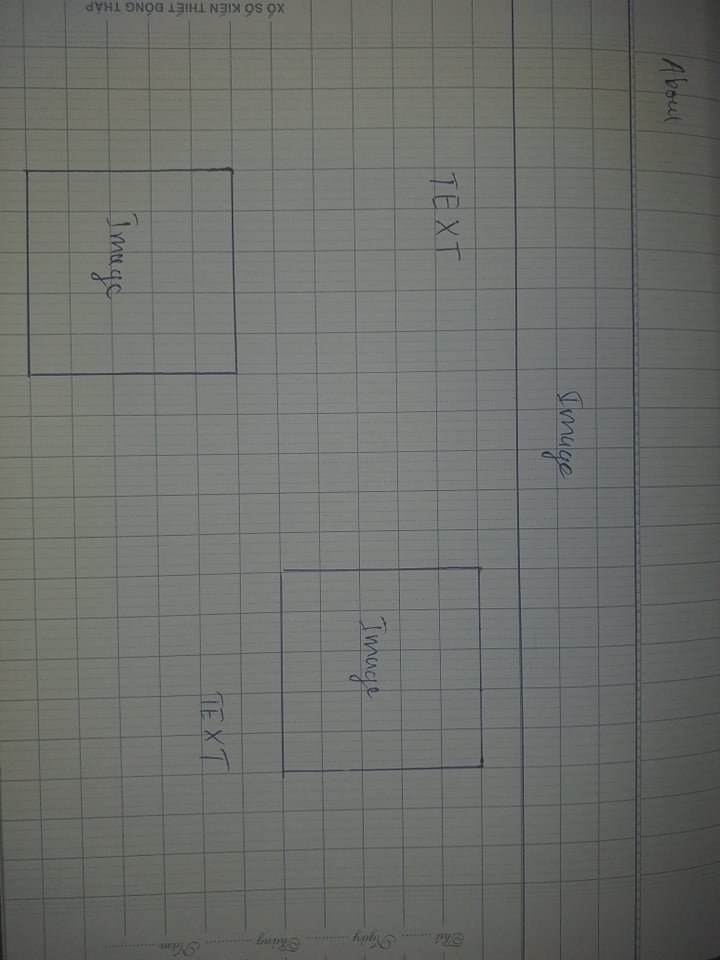 About
Image
TEXT
Image
Image
TEXT
XỔ SỐ KIẾN THIẾT ĐỒNG THÁP
Thứ ........ Ngày ............ Tháng ............ Năm ............